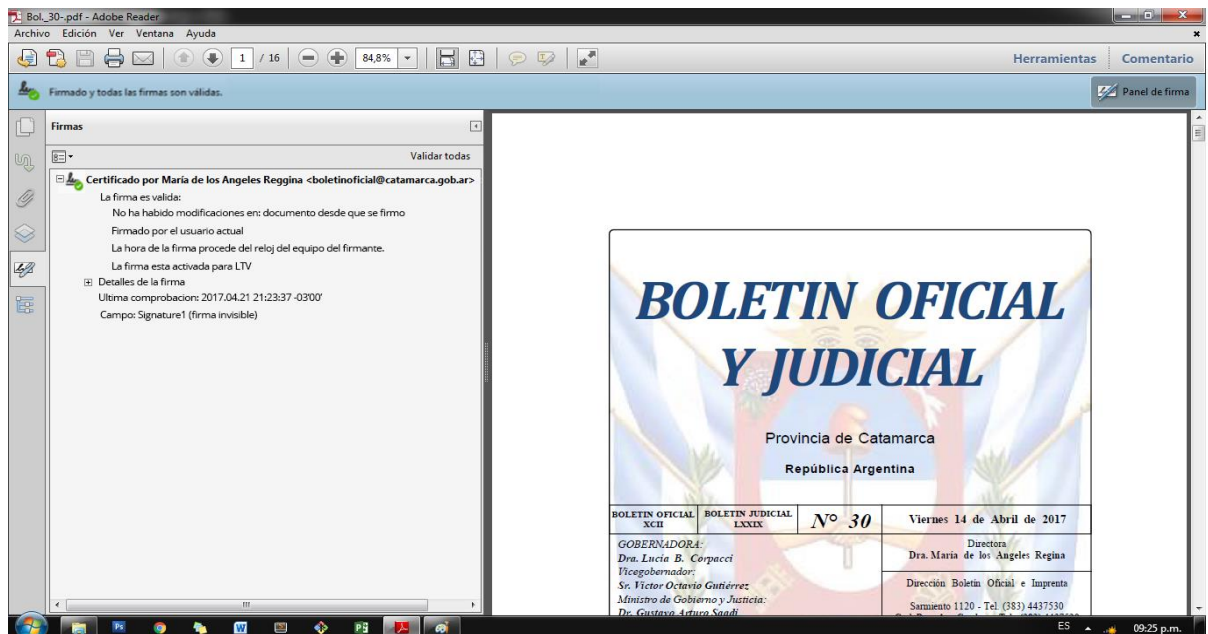 Bol._30-.pdf - Adobe Reader
Archivo Edición Ver Ventana Ayuda
1 / 16 84,8% Herramientas Comentario
Firmado y todas las firmas son válidas. Panel de firma
Firmas
Validar todas
Certificado por María de los Angeles Reggina <boletinoficial@catamarca.gob.ar>
La firma es valida:
No ha habido modificaciones en: documento desde que se firmo
Firmado por el usuario actual
La hora de la firma procede del reloj del equipo del firmante.
La firma esta activada para LTV
Detalles de la firma
Ultima comprobacion: 2017.04.21 21:23:37 -03'00'
Campo: Signature1 (firma invisible)
BOLETIN OFICIAL
Y JUDICIAL
Provincia de Catamarca
República Argentina
BOLETIN OFICIAL
XCII
BOLETIN JUDICIAL
LXXIX
N° 30
Viernes 14 de Abril de 2017
GOBERNADORA:
Dra. Lucía B. Corpacci
Vicegobernador:
Sr. Víctor Octavio Gutiérrez
Ministro de Gobierno y Justicia:
Dr. Gustavo Arturo Saadi
Directora
Dra. María de los Angeles Regina
Dirección Boletín Oficial e Imprenta
Sarmiento 1120 - Tel. (383) 4437530
ES 09:25 p.m.